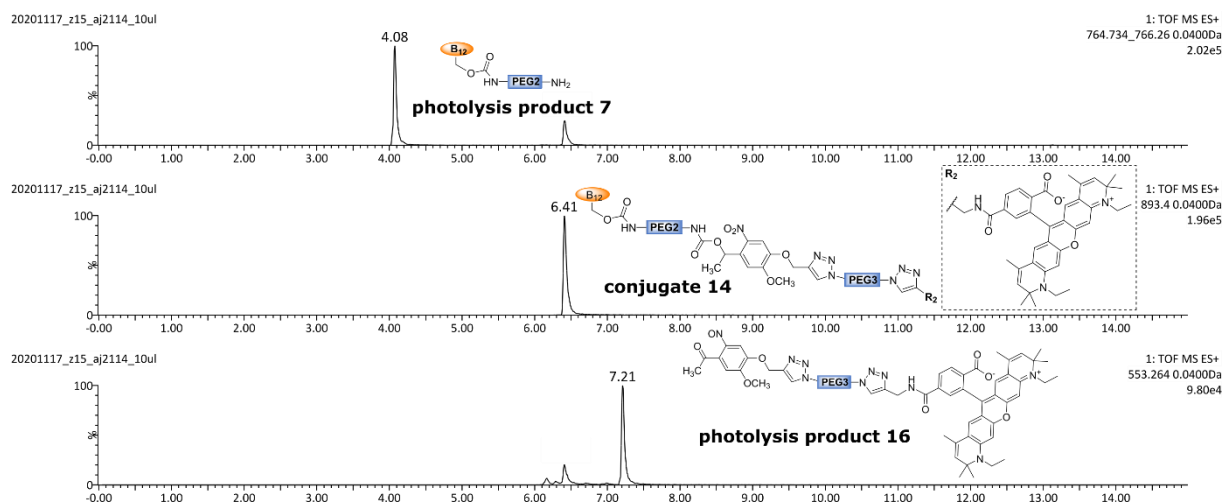 20201117_z15_aj2114_10ul
1: TOF MS ES+
764.734_766.26 0.0400Da
2.02e5
100
%
0
4.08
B12
O
O
HN
PEG2
NH2
photolysis product 7
-0.00 1.00 2.00 3.00 4.00 5.00 6.00 7.00 8.00 9.00 10.00 11.00 12.00 13.00 14.00
20201117_z15_aj2114_10ul
1: TOF MS ES+
893.4 0.0400Da
1.96e5
100
%
0
6.41
B12
O
O
HN
PEG2
NH
O
O
NO2
CH3
OCH3
O
N
N
N
PEG3
N
N
N
R2
conjugate 14
R2
N
H
O
O
O-
N+
O
N
-0.00 1.00 2.00 3.00 4.00 5.00 6.00 7.00 8.00 9.00 10.00 11.00 12.00 13.00 14.00
20201117_z15_aj2114_10ul
1: TOF MS ES+
553.264 0.0400Da
9.80e4
100
%
0
7.21
NO
O
CH3
OCH3
O
N
N
N
PEG3
N
N
N
H
N
O
O
O-
N+
O
N
photolysis product 16
-0.00 1.00 2.00 3.00 4.00 5.00 6.00 7.00 8.00 9.00 10.00 11.00 12.00 13.00 14.00